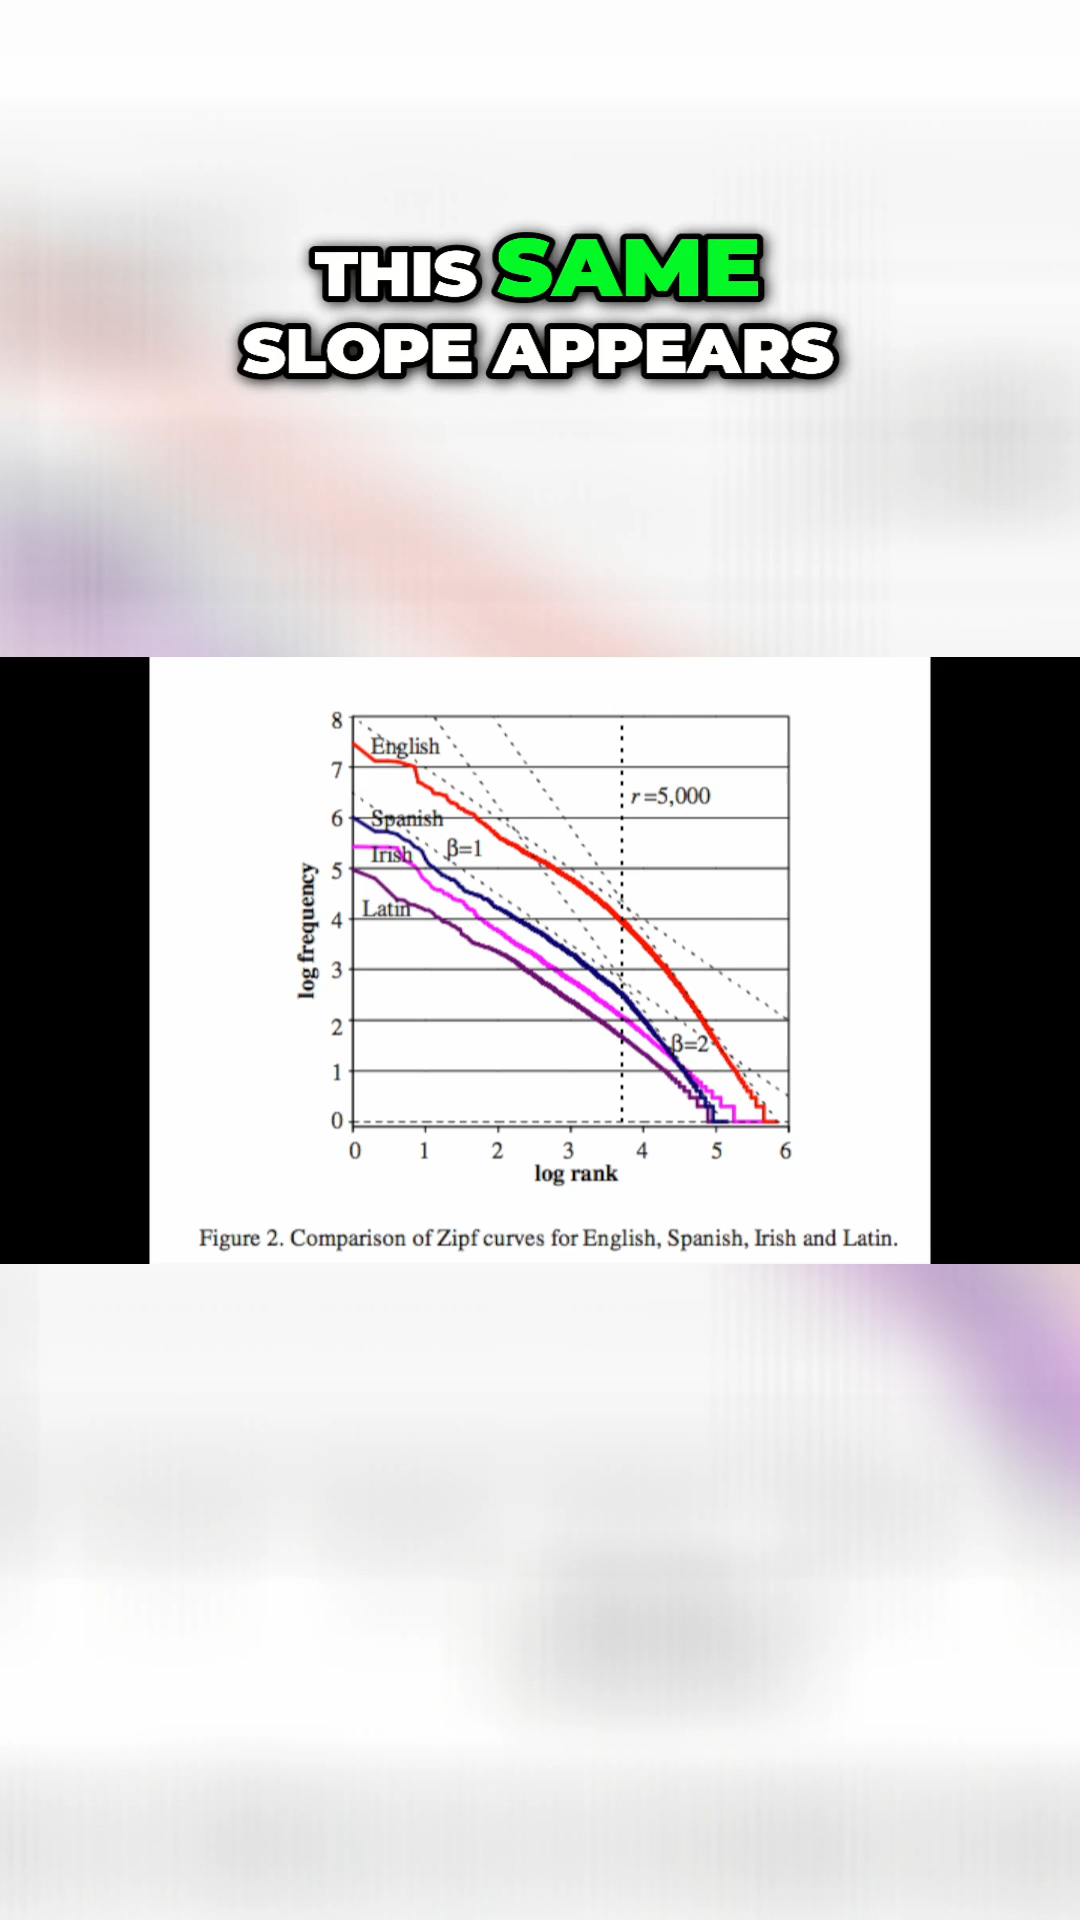 THIS SAME
SLOPE APPEARS
8
English
7
r=5,000
6
Spanish
β=1
Irish
5
Latin
4
log frequency
3
2
β=2
1
0
0 1 2 3 4 5 6
log rank
Figure 2. Comparison of Zipf curves for English, Spanish, Irish and Latin.